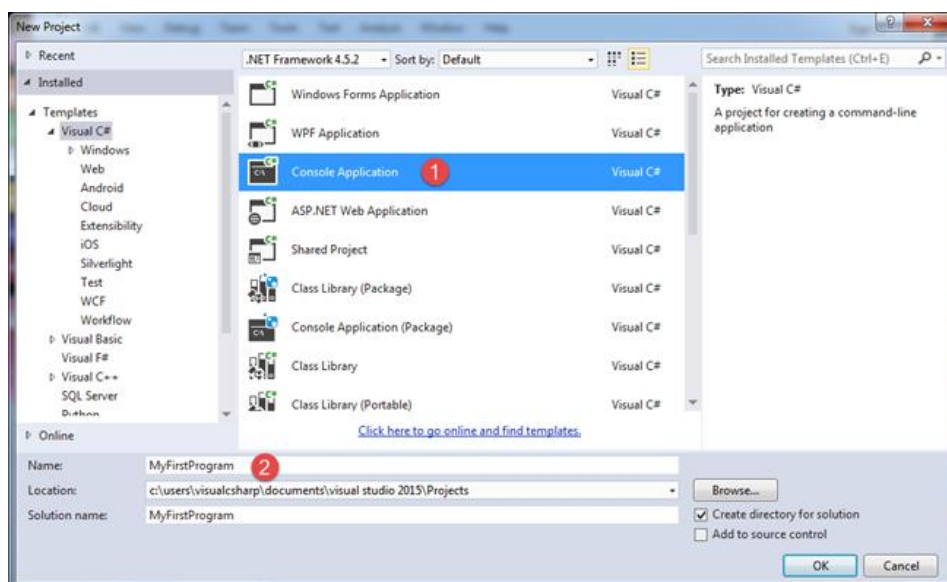 New Project
Recent
.NET Framework 4.5.2 Sort by: Default
Search Installed Templates (Ctrl+E)
Installed
Templates
Visual C#
Windows
Web
Android
Cloud
Extensibility
iOS
Silverlight
Test
WCF
Workflow
Visual Basic
Visual F#
Visual C++
SQL Server
Python
Online
Windows Forms Application Visual C#
WPF Application Visual C#
Console Application 1 Visual C#
ASP.NET Web Application Visual C#
Shared Project Visual C#
Class Library (Package) Visual C#
Console Application (Package) Visual C#
Class Library Visual C#
Class Library (Portable) Visual C#
Click here to go online and find templates.
Type: Visual C#
A project for creating a command-line
application
Name: MyFirstProgram 2
Location: c:\users\visualcsharp\documents\visual studio 2015\Projects
Browse...
Solution name: MyFirstProgram
Create directory for solution
Add to source control
OK Cancel